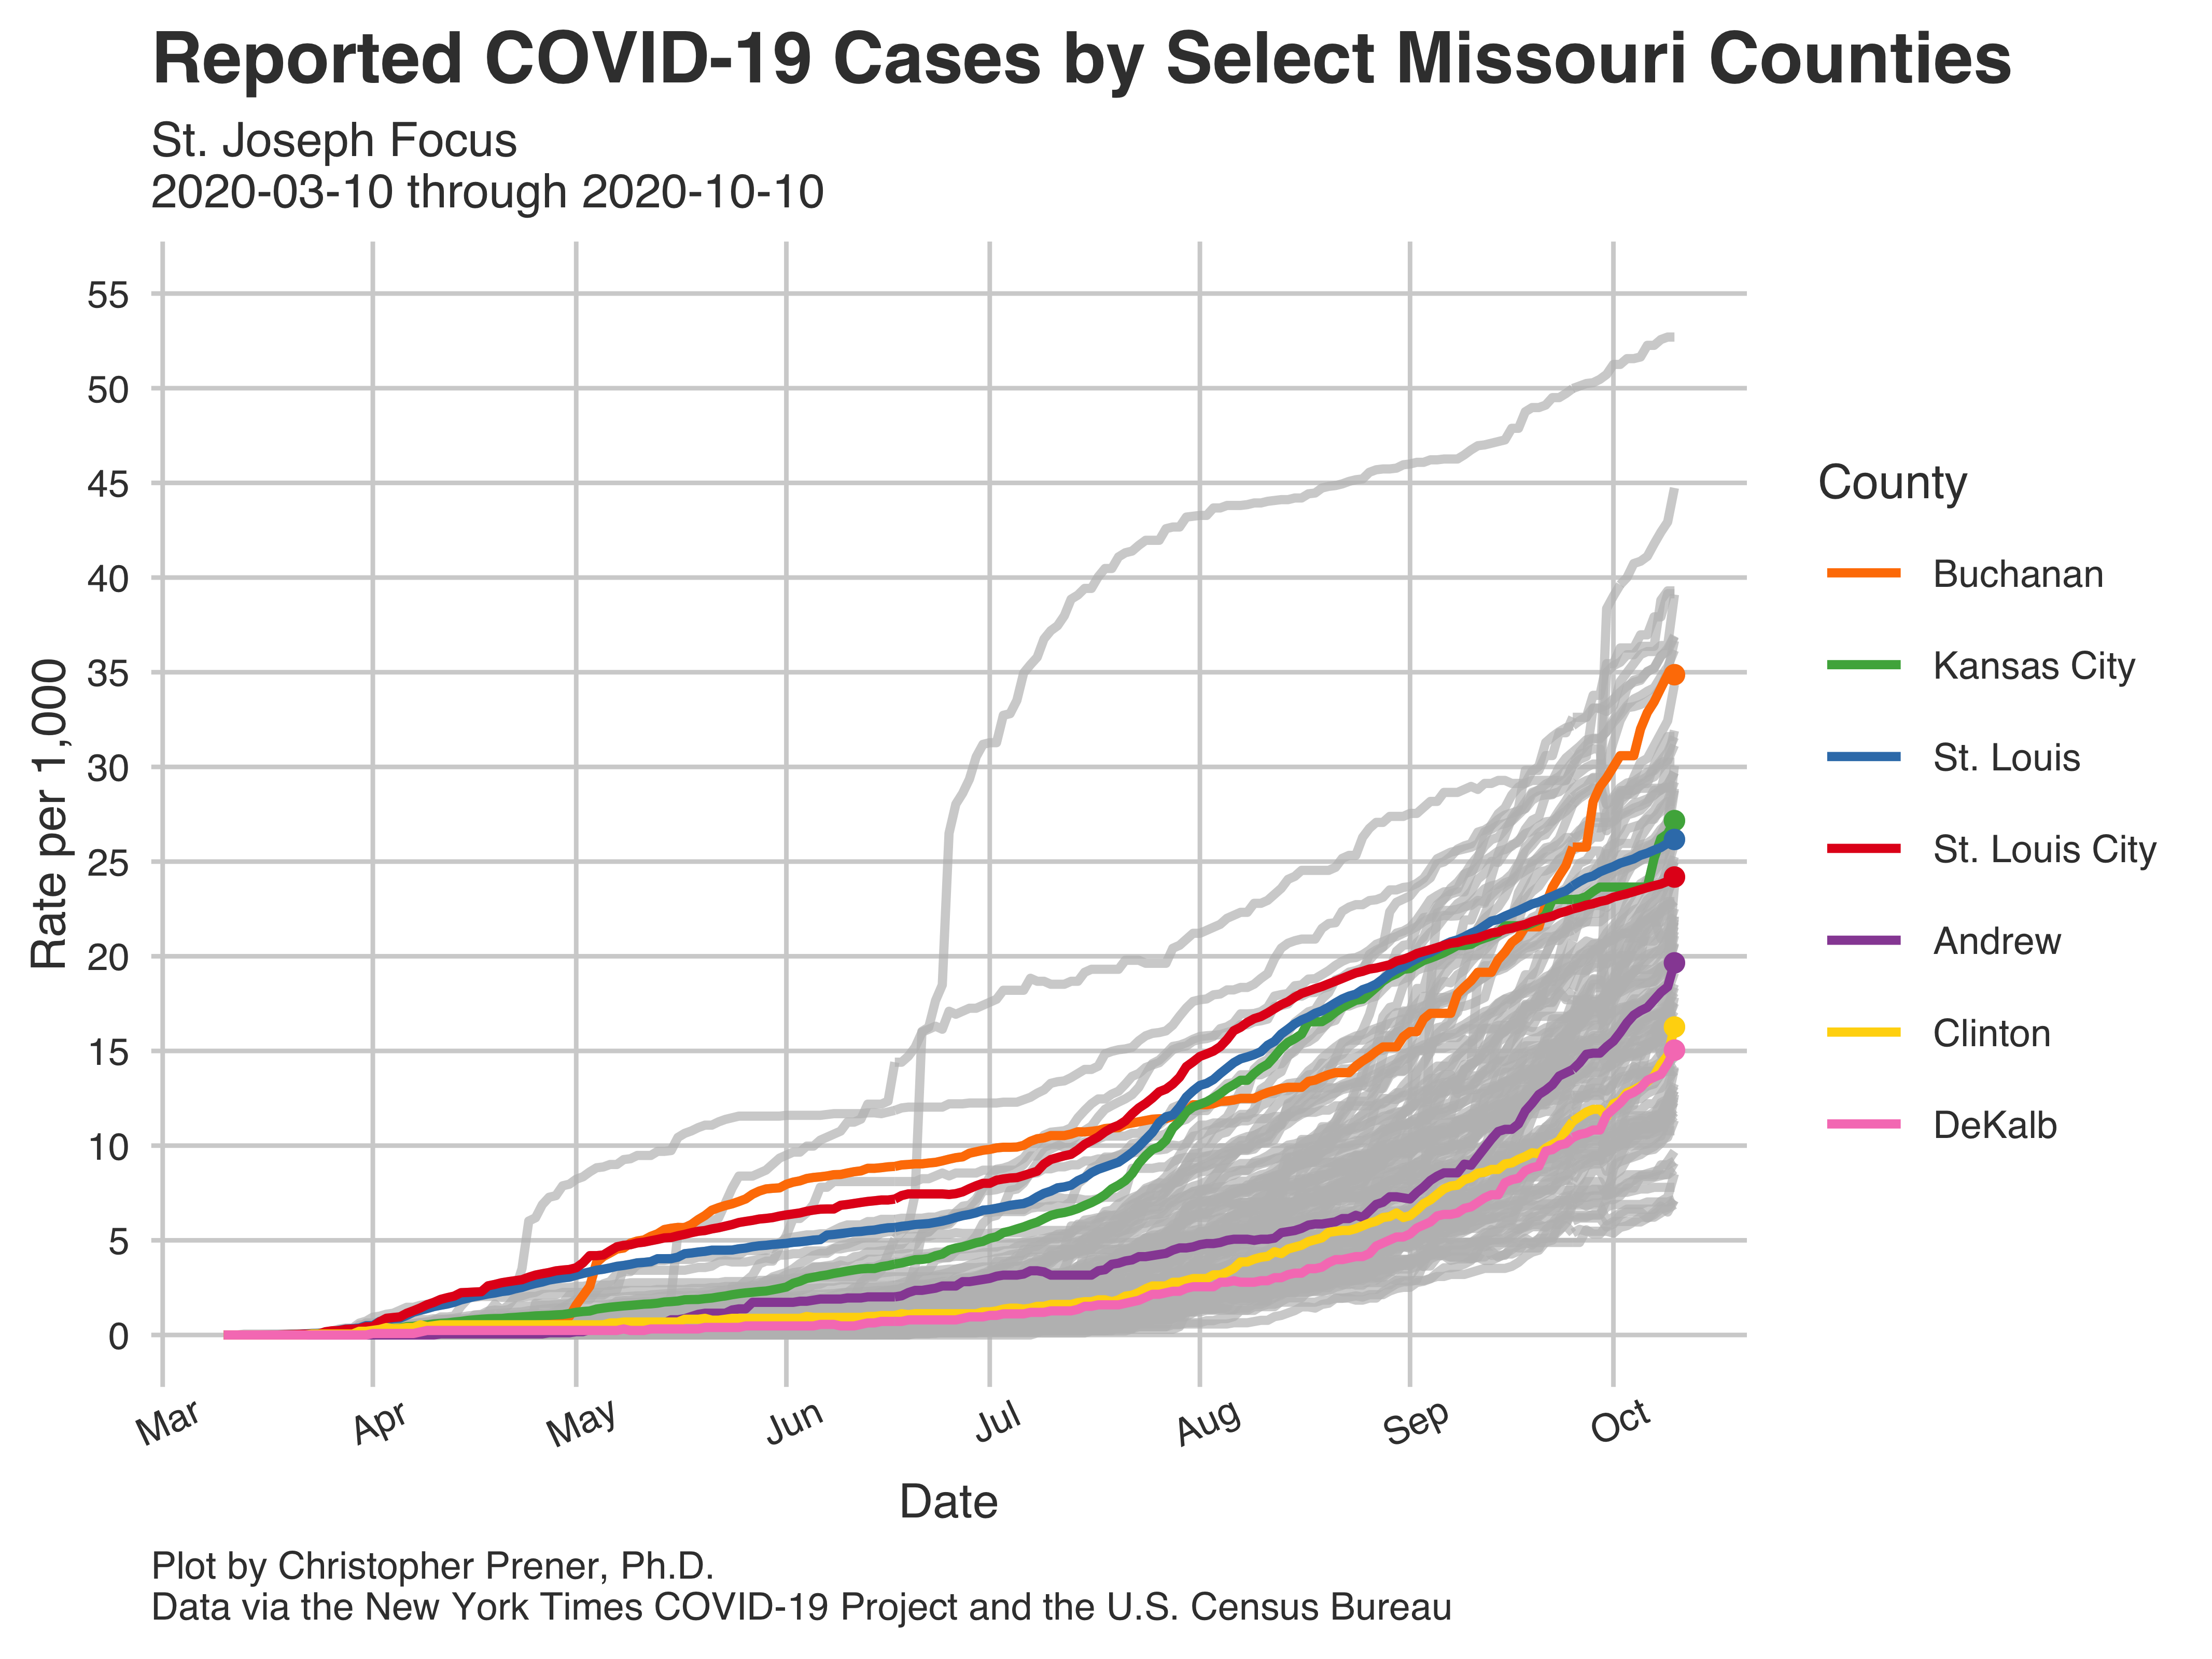 Reported COVID-19 Cases by Select Missouri Counties
St. Joseph Focus
2020-03-10 through 2020-10-10
55
50
45
40
35
30
25
20
15
10
5
0
Rate per 1,000
Mar
Apr
May
Jun
Jul
Aug
Sep
Oct
Date
County
Buchanan
Kansas City
St. Louis
St. Louis City
Andrew
Clinton
DeKalb
Plot by Christopher Prener, Ph.D.
Data via the New York Times COVID-19 Project and the U.S. Census Bureau